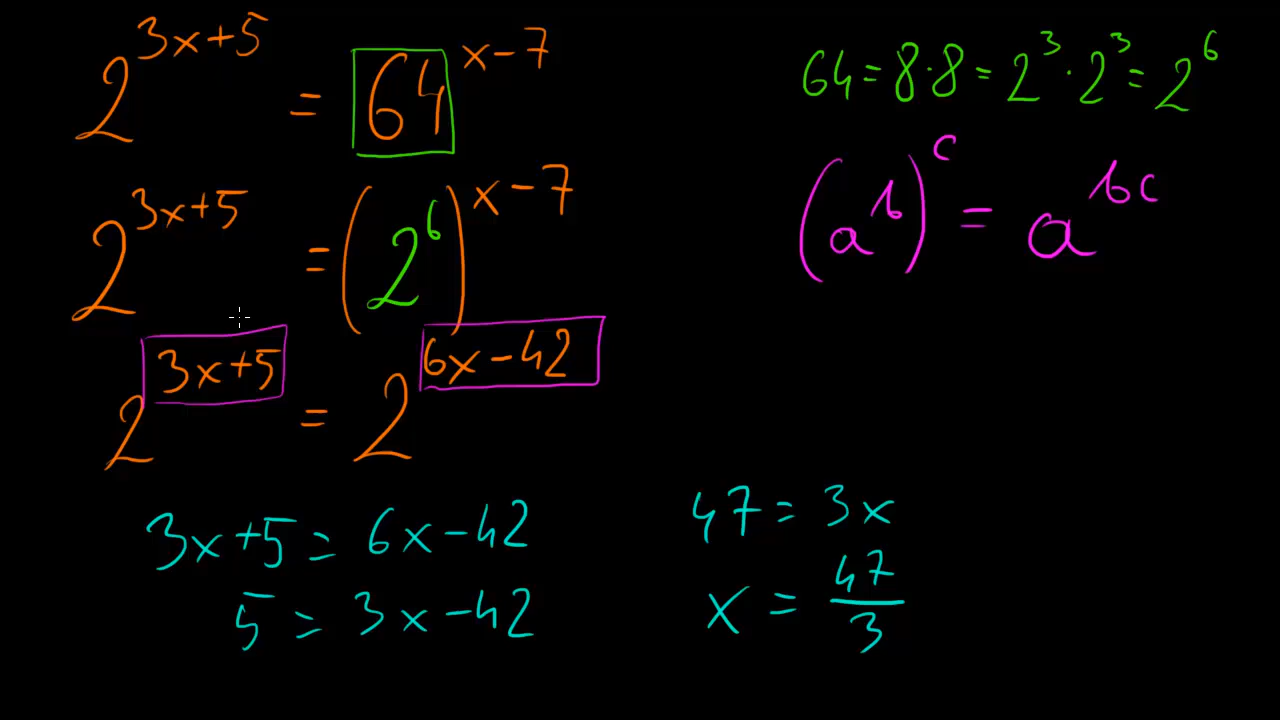 2^{3x+5} = 64^{x-7}
64 = 8·8 = 2^3 · 2^3 = 2^6
2^{3x+5} = (2^6)^{x-7}
(a^b)^c = a^{bc}
2^{3x+5} = 2^{6x-42}
3x+5 = 6x-42
5 = 3x-42
47 = 3x
x = 47/3